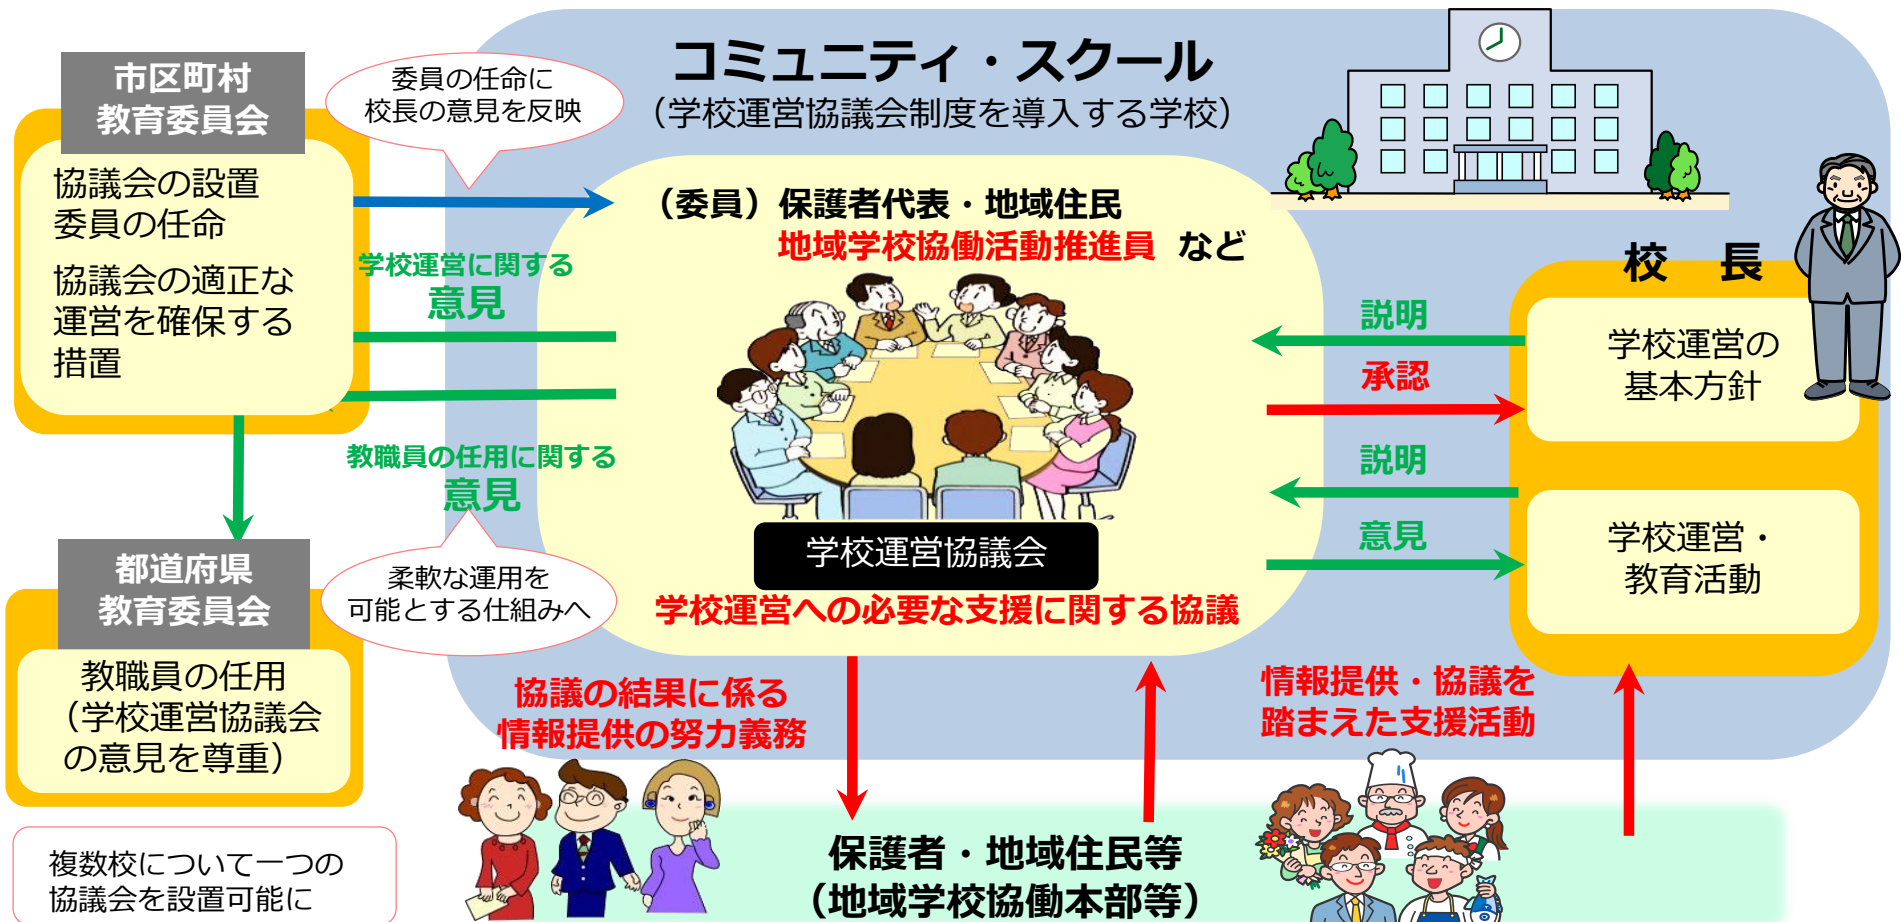 コミュニティ・スクール
（学校運営協議会制度を導入する学校）
市区町村
教育委員会
協議会の設置
委員の任命
協議会の適正な
運営を確保する
措置
委員の任命に
校長の意見を反映
（委員）保護者代表・地域住民
地域学校協働活動推進員 など
学校運営に関する
意見
教職員の任用に関する
意見
柔軟な運用を
可能とする仕組みへ
学校運営協議会
学校運営への必要な支援に関する協議
校 長
説明
承認
学校運営の
基本方針
説明
意見
学校運営・
教育活動
都道府県
教育委員会
教職員の任用
（学校運営協議会
の意見を尊重）
協議の結果に係る
情報提供の努力義務
情報提供・協議を
踏まえた支援活動
保護者・地域住民等
（地域学校協働本部等）
複数校について一つの
協議会を設置可能に